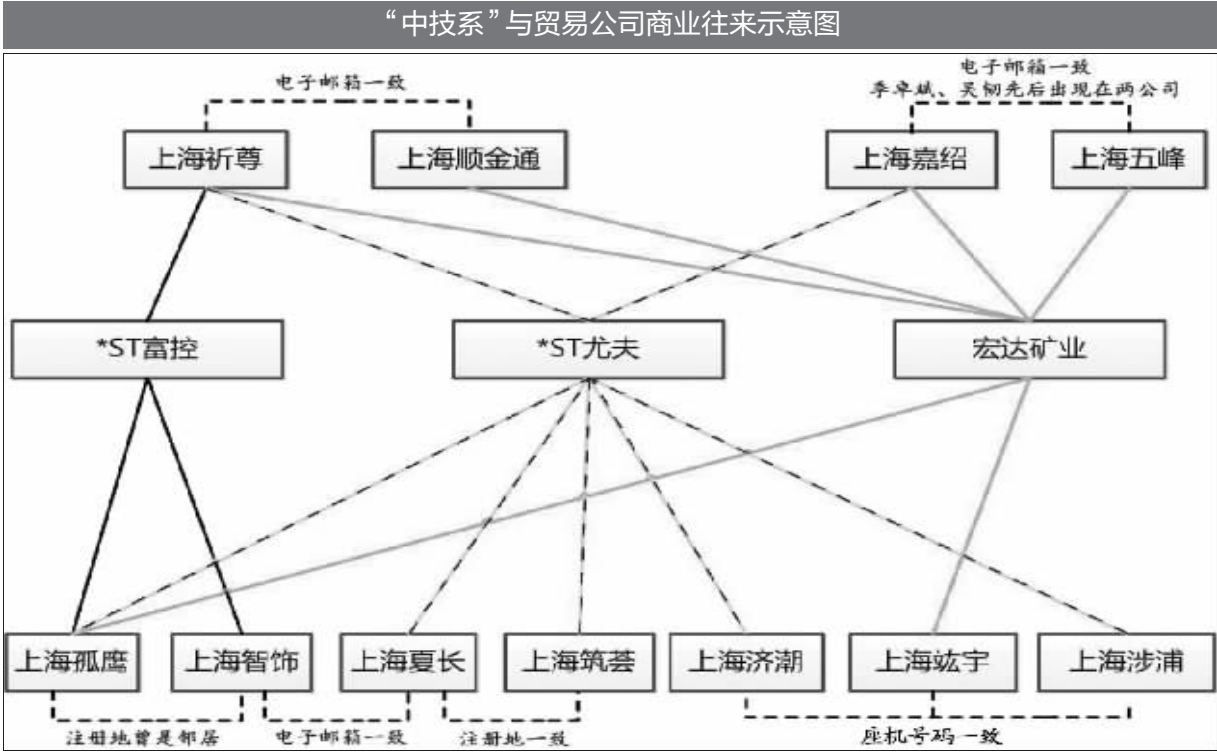 “中技系”与贸易公司商业往来示意图
电子邮箱一致
电子邮箱一致
季卓斌、吴韧先后出现在两公司
上海祈尊
上海顺金通
上海嘉绍
上海五峰
*ST富控
*ST尤夫
宏达矿业
上海孤鹰
上海智饰
上海夏长
上海筑荟
上海济潮
上海竑宇
上海涉浦
注册地曾是邻居
电子邮箱一致
注册地一致
座机号码一致